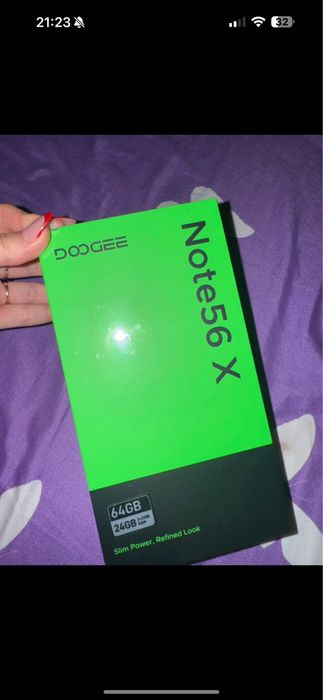 21:23
32
DOOGEE
Note56 X
64GB
24GB
Slim Power, Refined Look